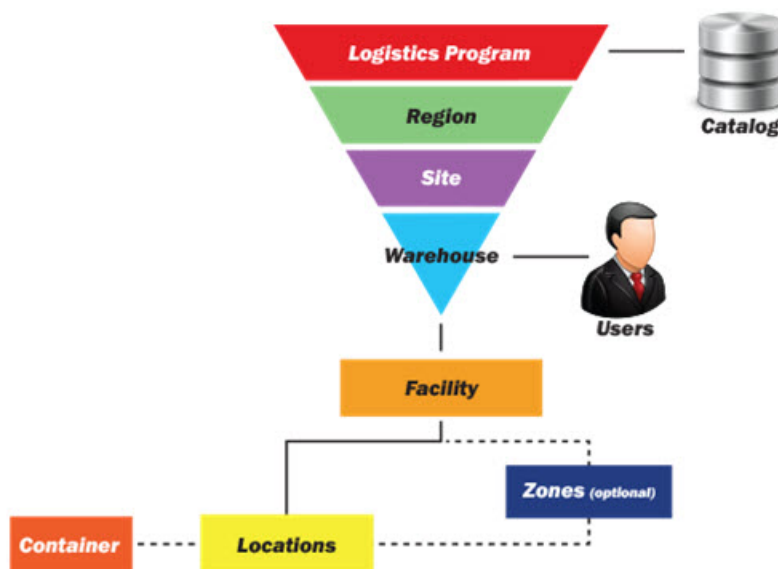 Logistics Program
Region
Catalog
Site
Warehouse
Users
Facility
Zones (optional)
Container
Locations